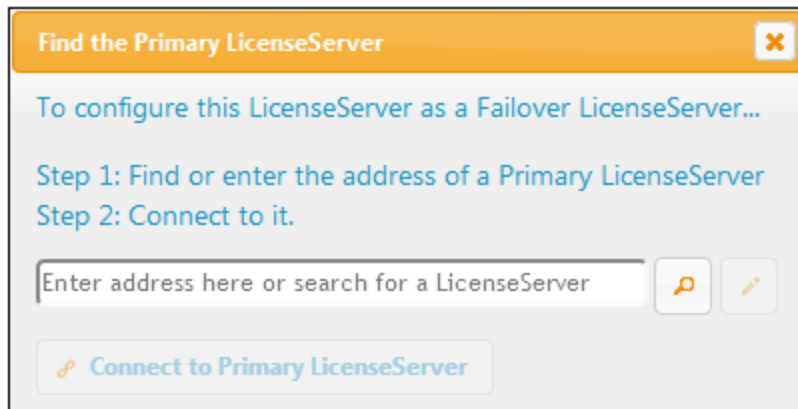 Find the Primary LicenseServer
To configure this LicenseServer as a Failover LicenseServer...
Step 1: Find or enter the address of a Primary LicenseServer
Step 2: Connect to it.
Enter address here or search for a LicenseServer
Connect to Primary LicenseServer